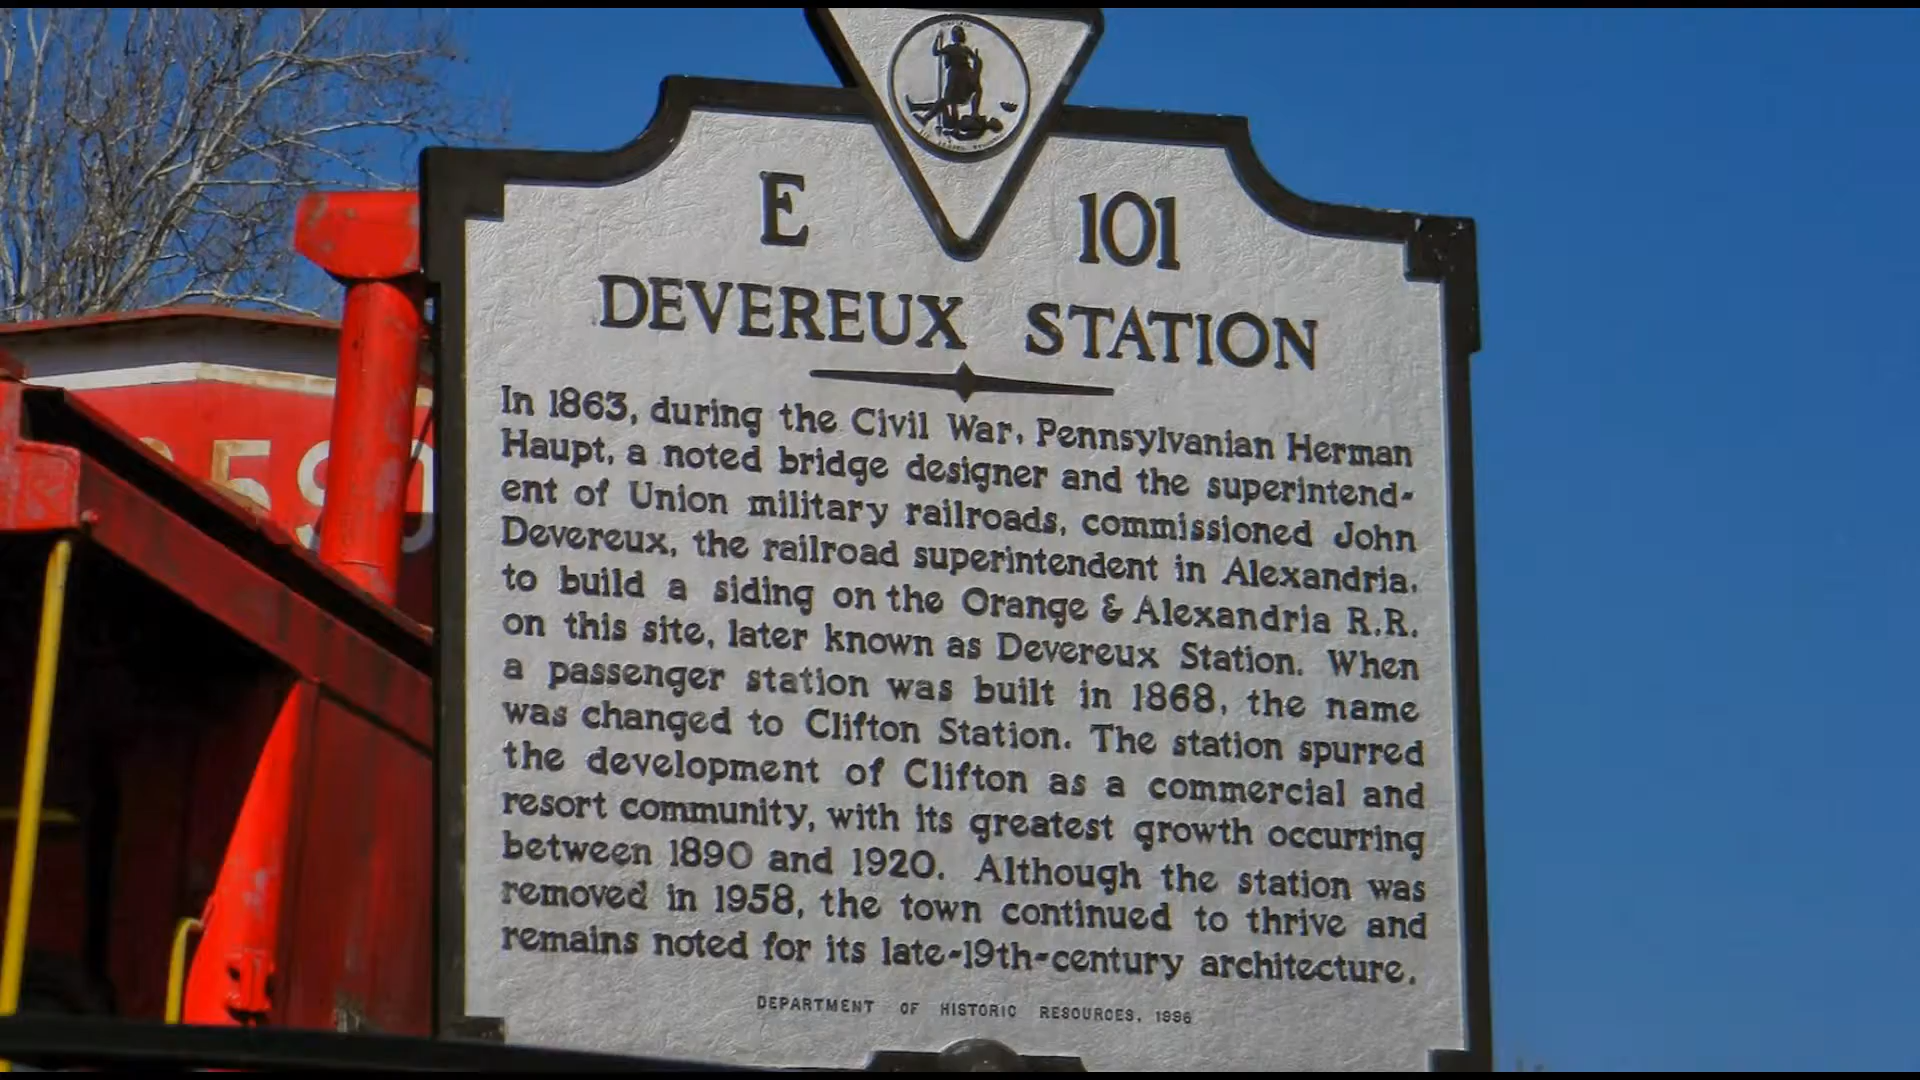 E 101
DEVEREUX STATION
In 1863, during the Civil War, Pennsylvanian Herman
Haupt, a noted bridge designer and the superintend-
ent of Union military railroads, commissioned John
Devereux, the railroad superintendent in Alexandria,
to build a siding on the Orange & Alexandria R.R.
on this site, later known as Devereux Station. When
a passenger station was built in 1868, the name
was changed to Clifton Station. The station spurred
the development of Clifton as a commercial and
resort community, with its greatest growth occurring
between 1890 and 1920. Although the station was
removed in 1958, the town continued to thrive and
remains noted for its late-19th-century architecture.
DEPARTMENT OF HISTORIC RESOURCES, 1996
590